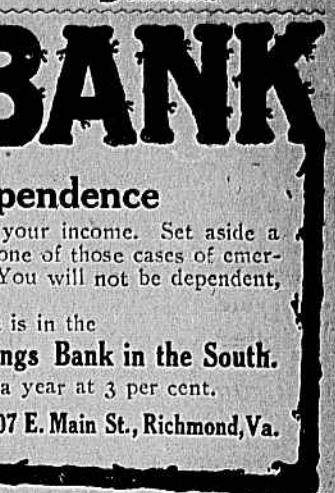 BANK
pendence
your income. Set aside a
one of those cases of emer-
You will not be dependent,
is in the
ngs Bank in the South.
a year at 3 per cent.
07 E. Main St., Richmond, Va.